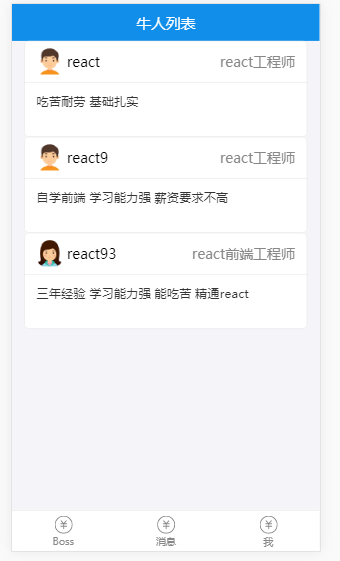 牛人列表
react react工程师
吃苦耐劳 基础扎实
react9 react工程师
自学前端 学习能力强 薪资要求不高
react93 react前端工程师
三年经验 学习能力强 能吃苦 精通react
¥ ¥ ¥
Boss 消息 我